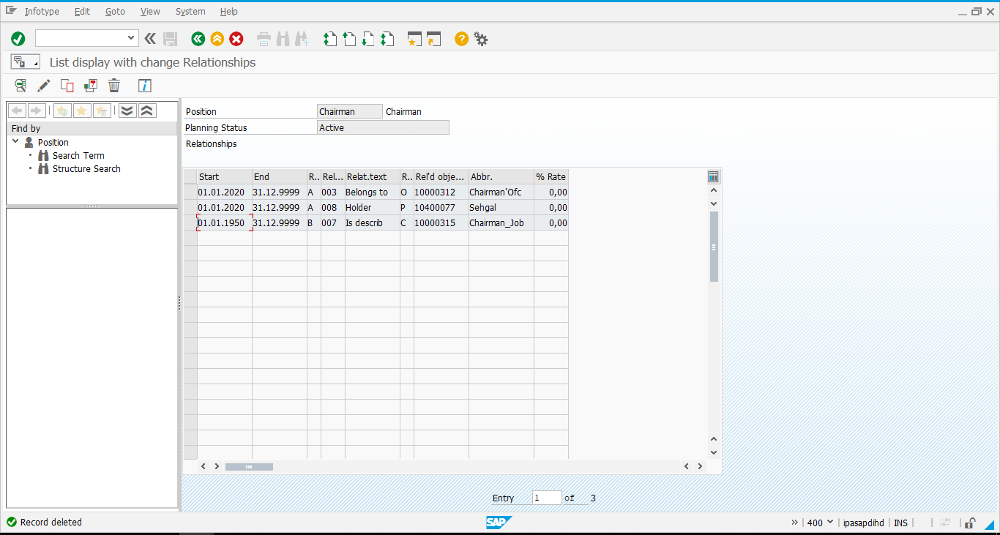 Infotype Edit Goto View System Help
List display with change Relationships
Find by
Position
Search Term
Structure Search
Position Chairman Chairman
Planning Status Active
Relationships
Start End R.. Rel... Relat.text R.. Rel'd obje... Abbr. % Rate
01.01.2020 31.12.9999 A 003 Belongs to O 10000312 Chairman'Ofc 0,00
01.01.2020 31.12.9999 A 008 Holder P 10400077 Sehgal 0,00
01.01.1950 31.12.9999 B 007 Is describ C 10000315 Chairman_Job 0,00
Entry 1 of 3
Record deleted SAP 400 ipasapdihd INS